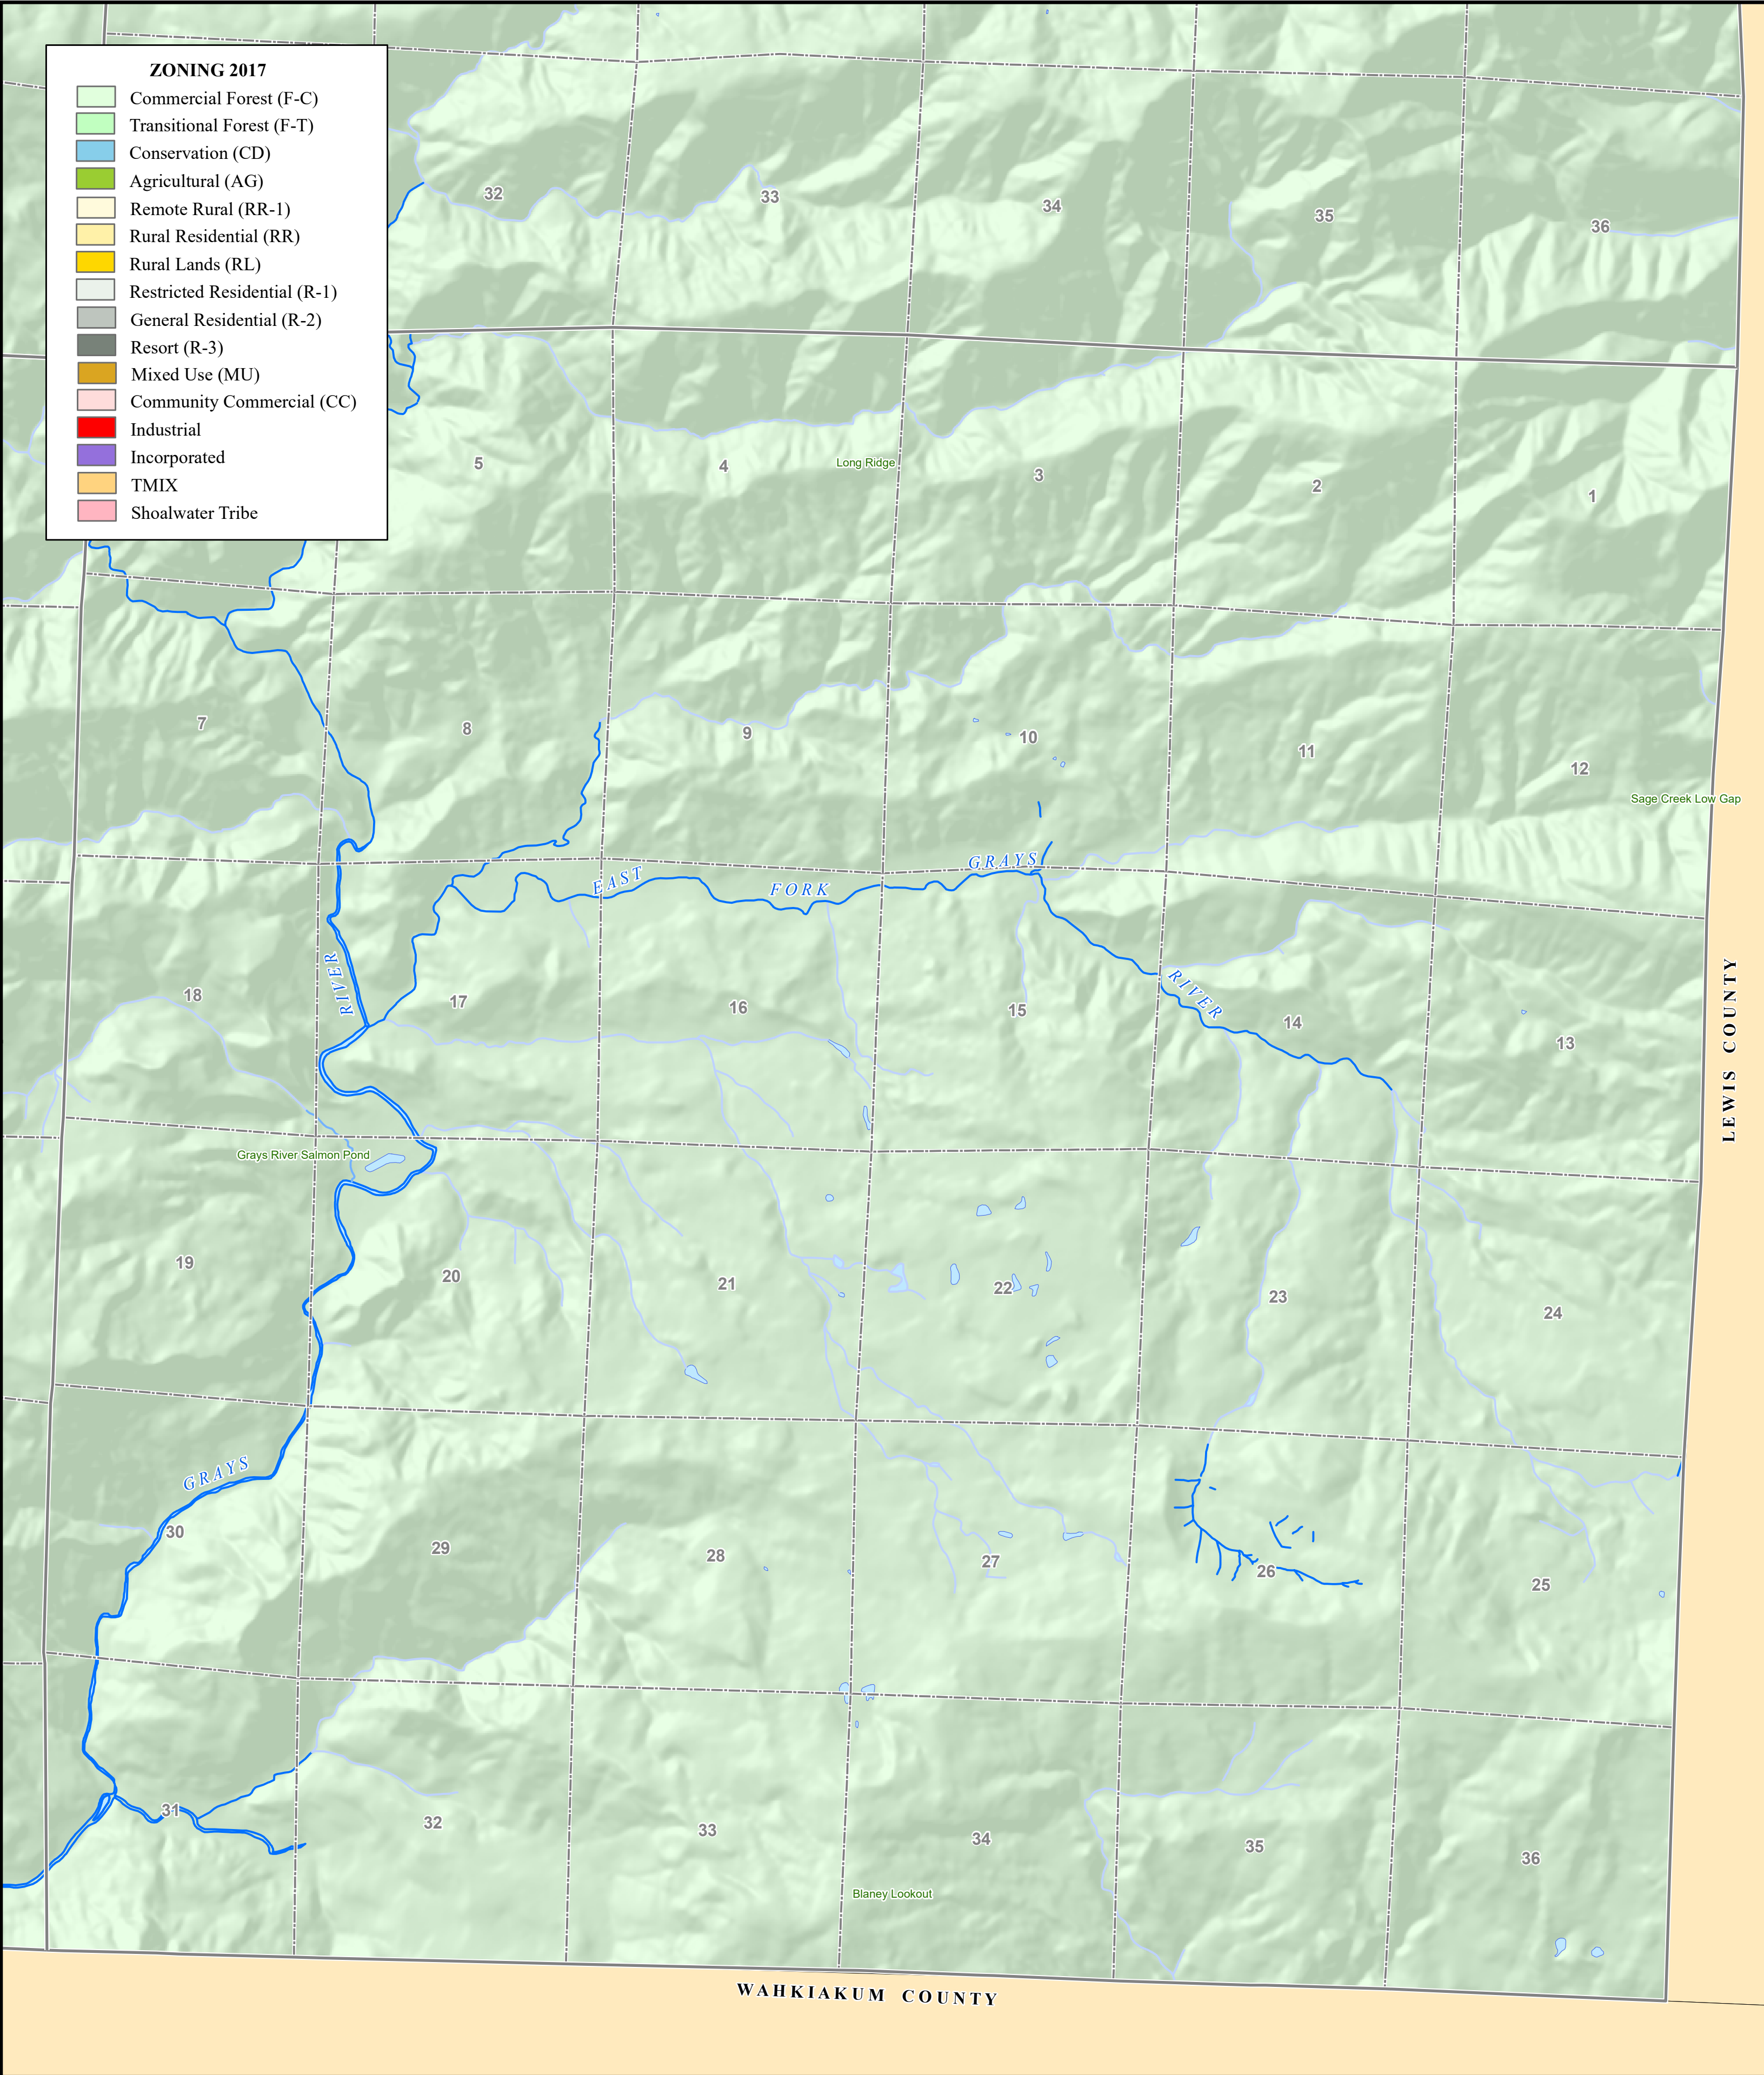 ZONING 2017
Commercial Forest (F-C)
Transitional Forest (F-T)
Conservation (CD)
Agricultural (AG)
Remote Rural (RR-1)
Rural Residential (RR)
Rural Lands (RL)
Restricted Residential (R-1)
General Residential (R-2)
Resort (R-3)
Mixed Use (MU)
Community Commercial (CC)
Industrial
Incorporated
TMIX
Shoalwater Tribe
32
33
34
35
36
5
4
Long Ridge
3
2
1
7
8
9
10
11
12
Sage Creek Low Gap
EAST
FORK
GRAYS
RIVER
RIVER
18
17
16
15
14
13
LEWIS COUNTY
Grays River Salmon Pond
19
20
21
22
23
24
GRAYS
30
29
28
27
26
25
31
32
33
34
35
36
Blaney Lookout
WAHKIAKUM COUNTY